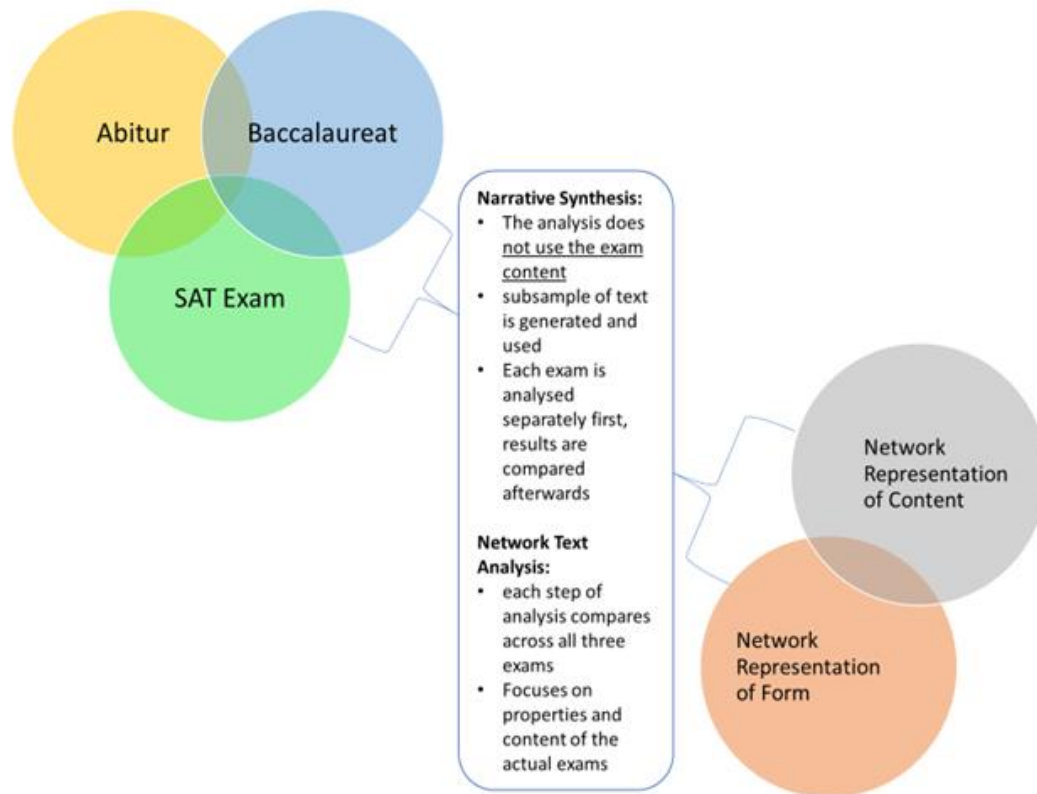 Abitur
Baccalaureat
SAT Exam
Narrative Synthesis:
• The analysis does
not use the exam
content
• subsample of text
is generated and
used
• Each exam is
analysed
separately first,
results are
compared
afterwards
Network Text
Analysis:
• each step of
analysis compares
across all three
exams
• Focuses on
properties and
content of the
actual exams
Network
Representation
of Content
Network
Representation
of Form